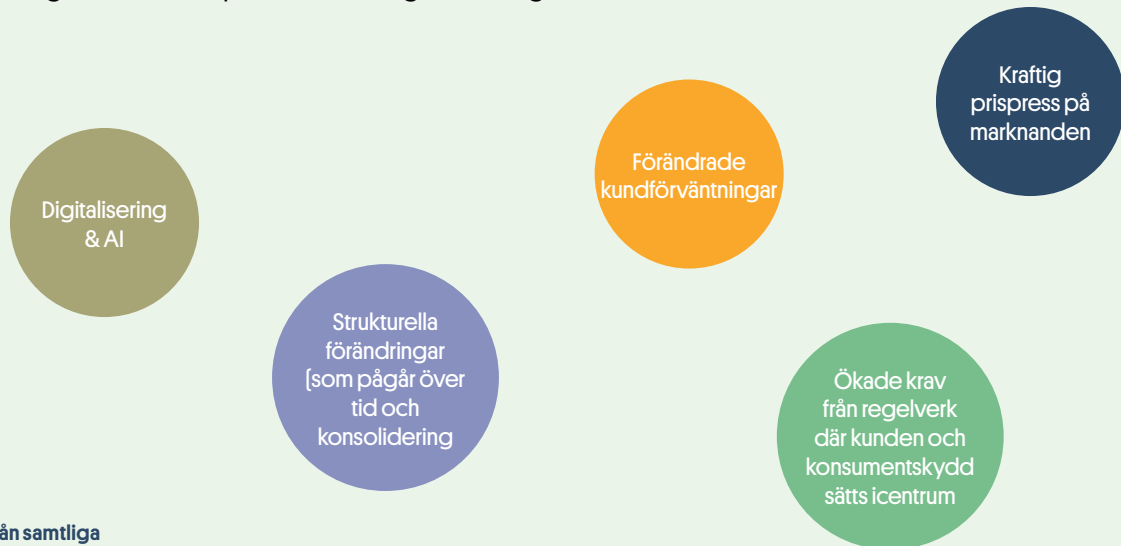 Kraftig
prispress på
marknanden
Förändrade
kundförväntningar
Digitalisering
& AI
Strukturella
förändringar
(som pågår över
tid och
konsolidering
Ökade krav
från regelverk
där kunden och
konsumentskydd
sätts icentrum
ån samtliga